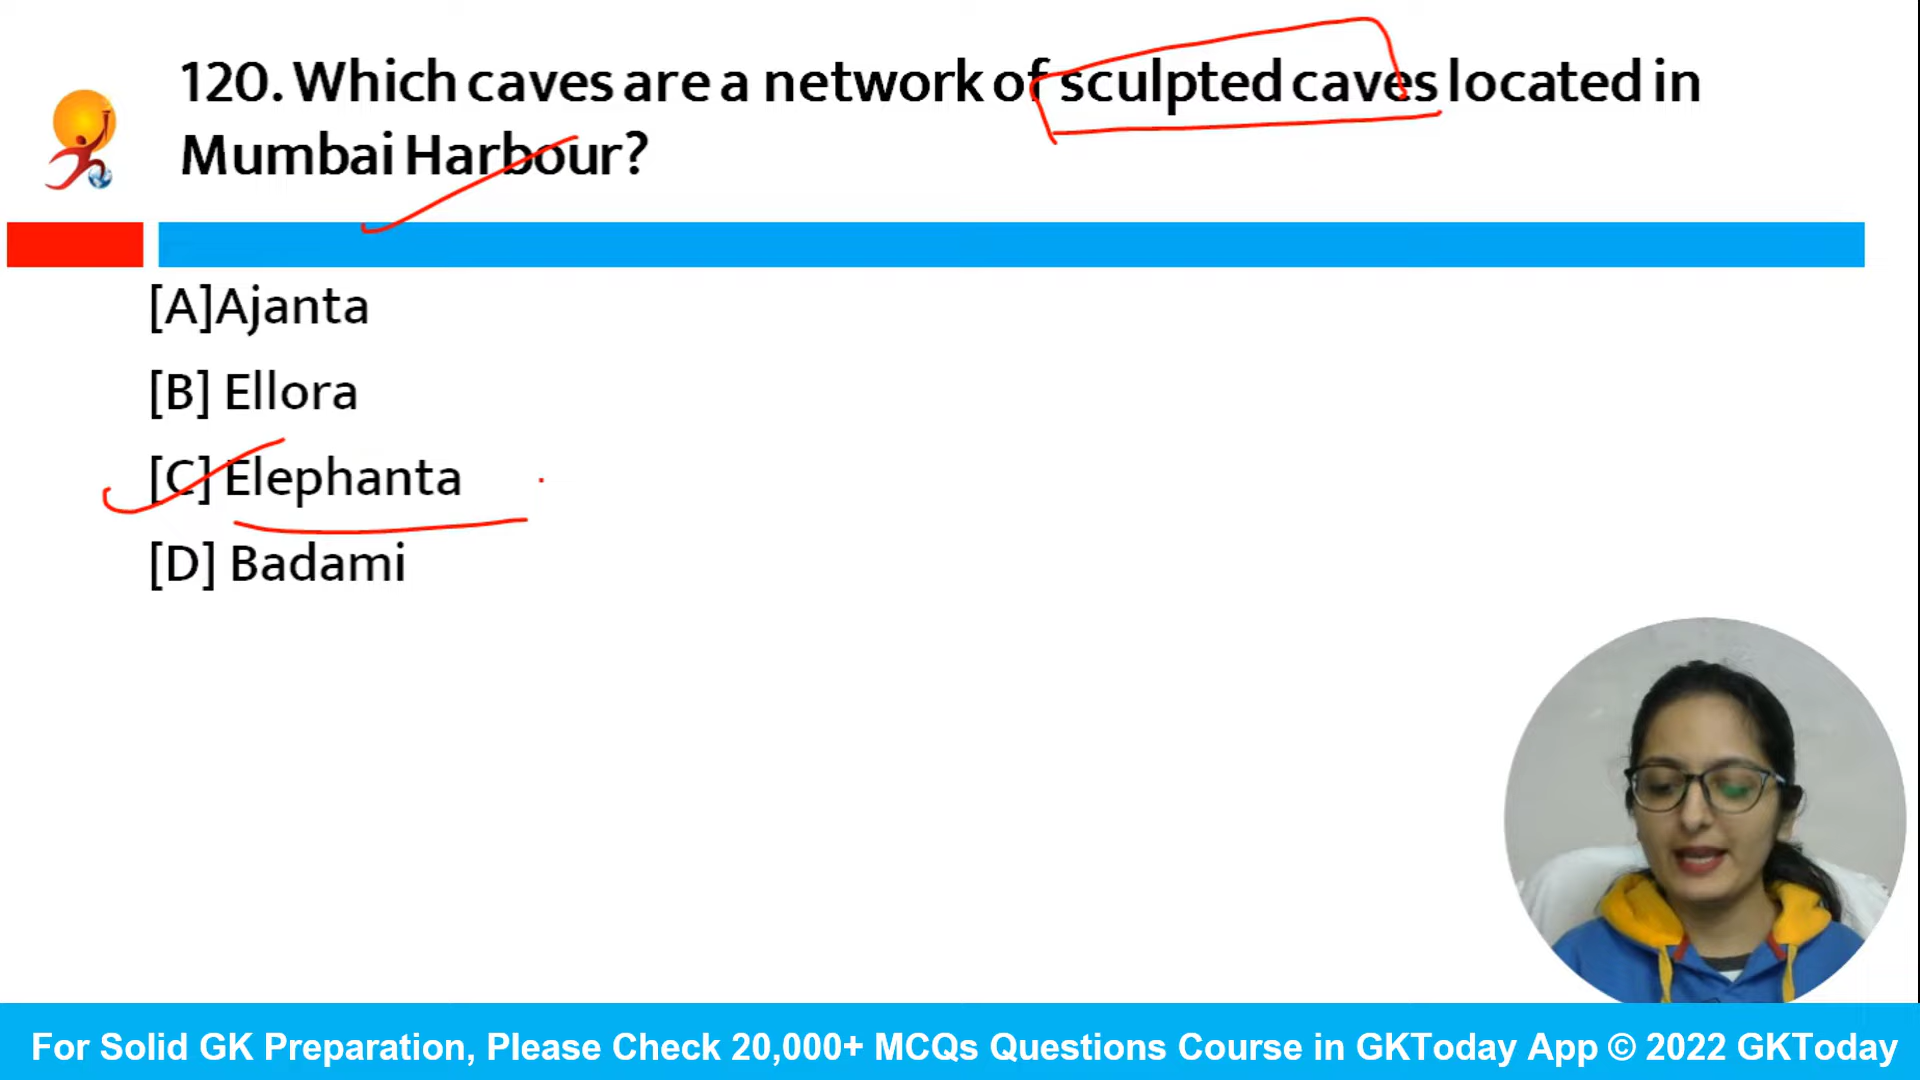 120. Which caves are a network of sculpted caves located in
Mumbai Harbour?
[A]Ajanta
[B] Ellora
[C] Elephanta
[D] Badami
For Solid GK Preparation, Please Check 20,000+ MCQs Questions Course in GKToday App © 2022 GKToday